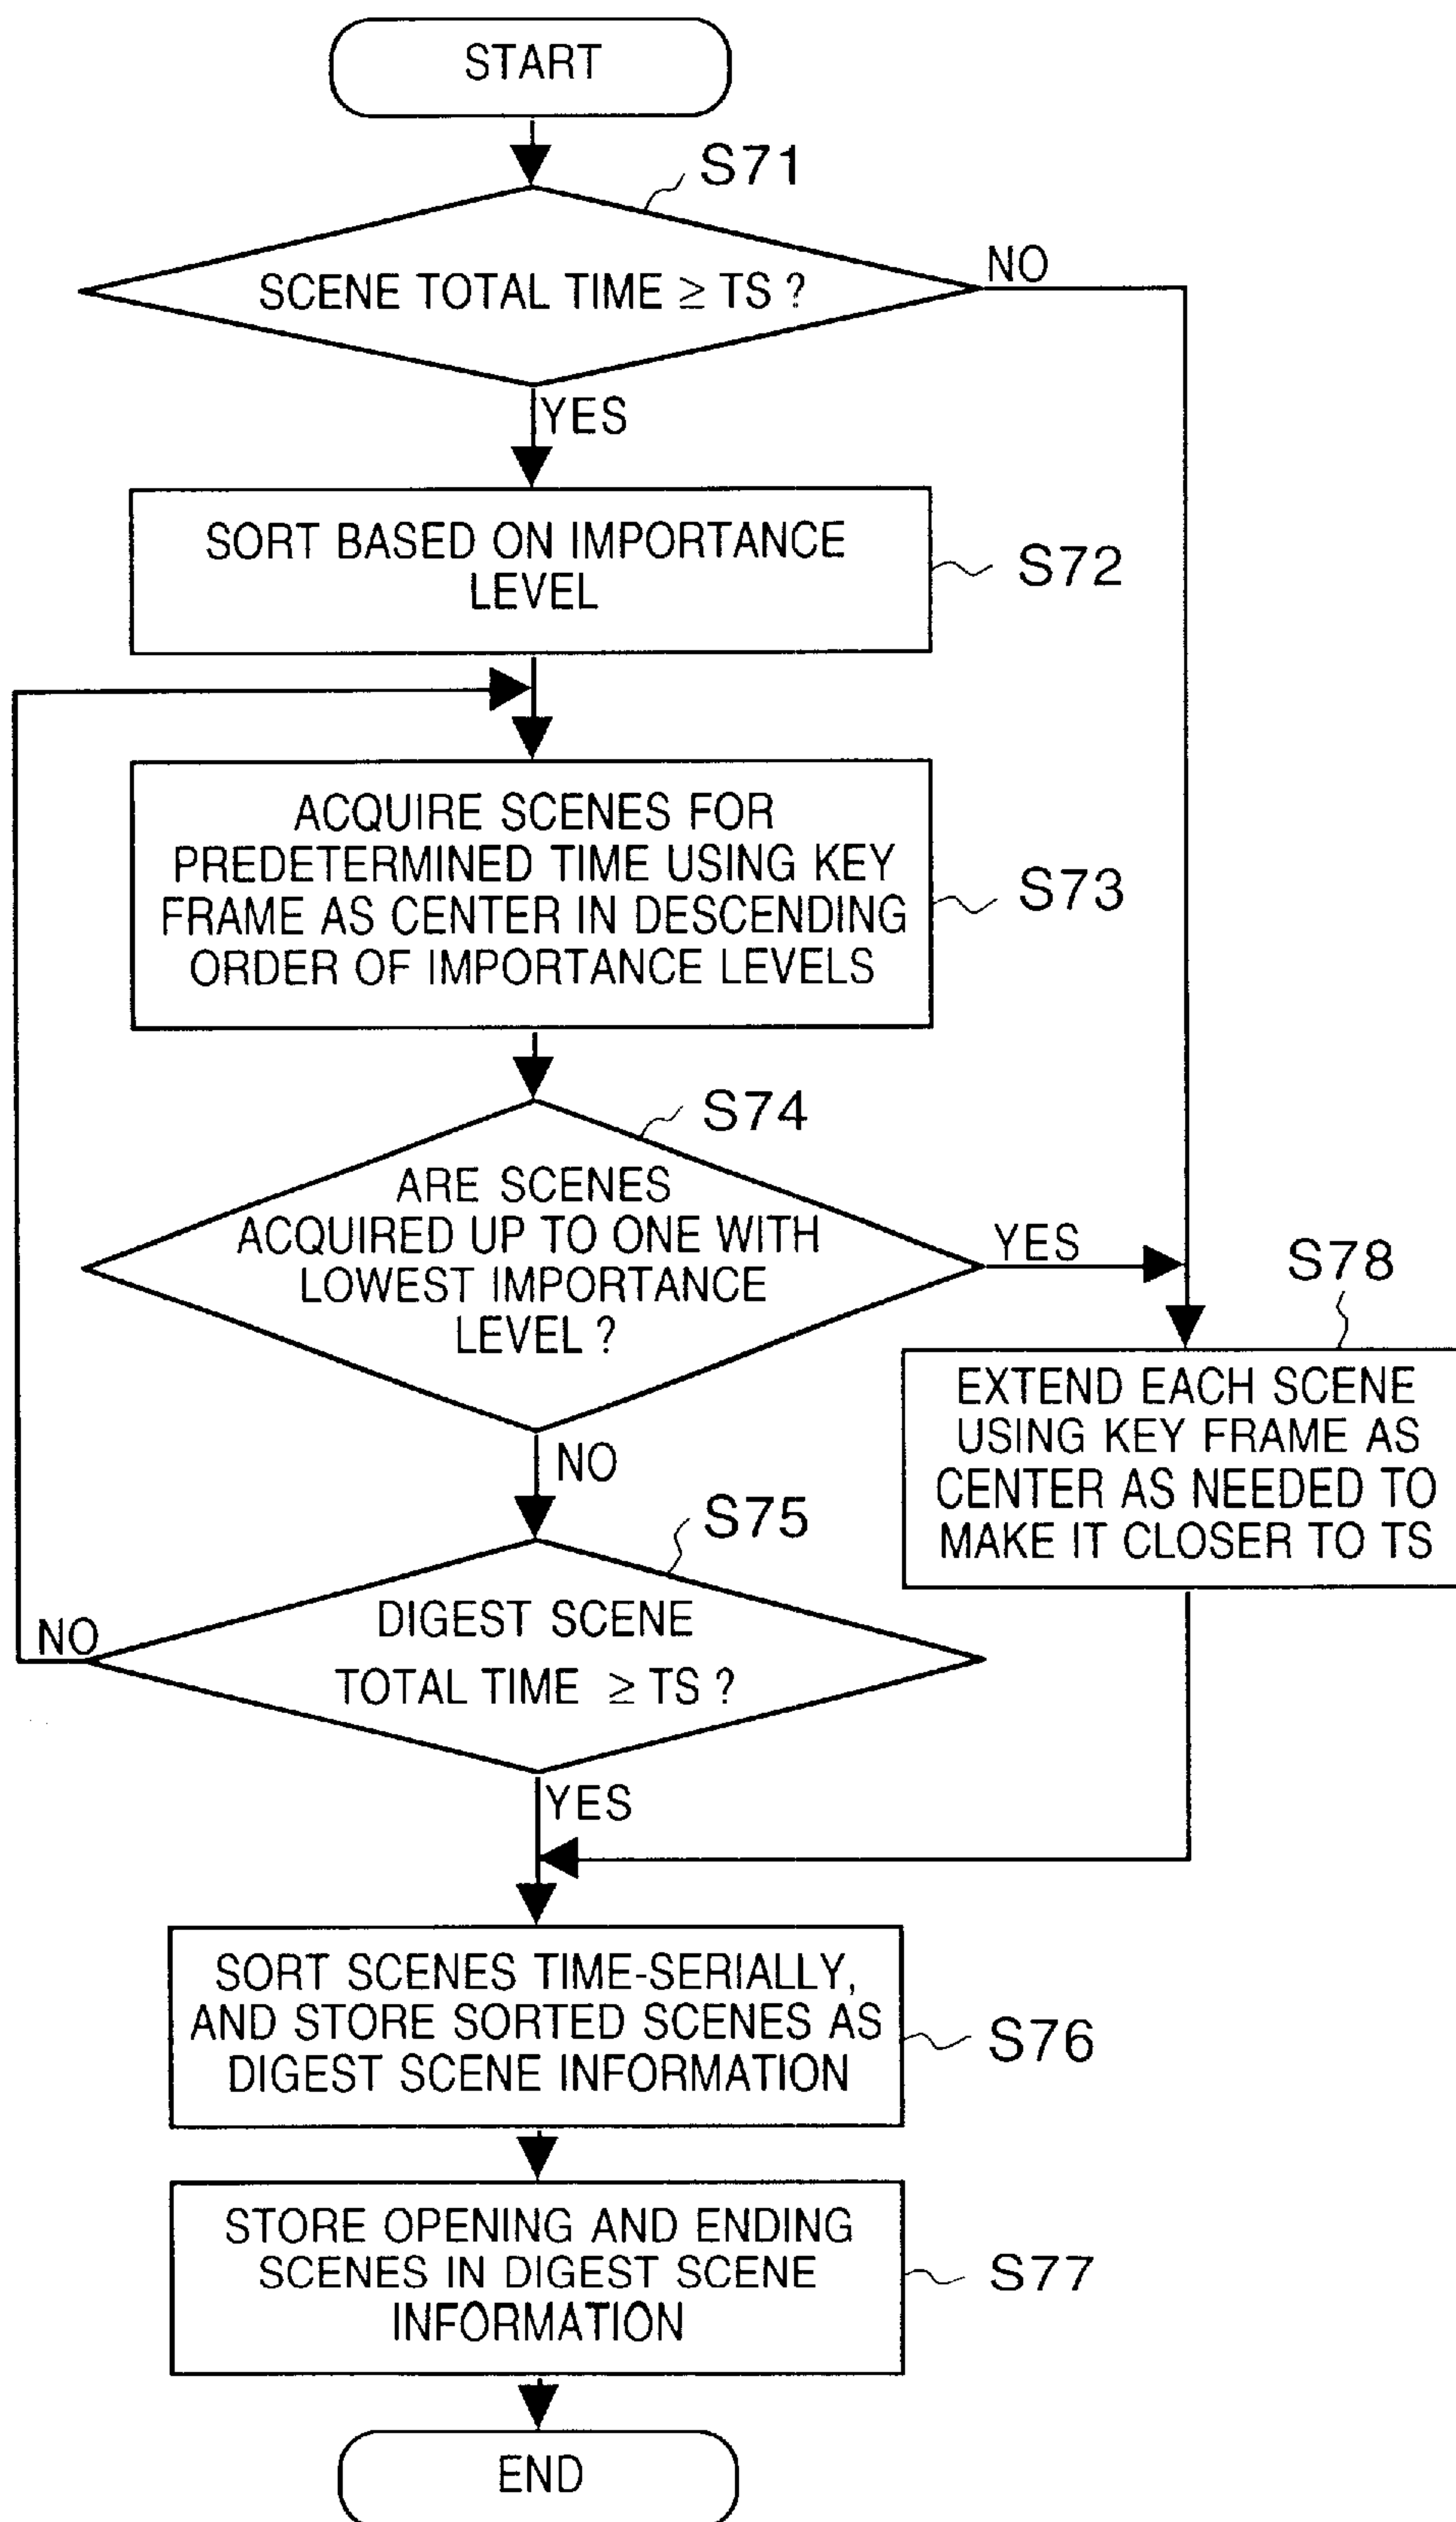 START
S71
SCENE TOTAL TIME ≧ TS ?
NO
YES
SORT BASED ON IMPORTANCE
LEVEL
S72
ACQUIRE SCENES FOR
PREDETERMINED TIME USING KEY
FRAME AS CENTER IN DESCENDING
ORDER OF IMPORTANCE LEVELS
S73
S74
ARE SCENES
ACQUIRED UP TO ONE WITH
LOWEST IMPORTANCE
LEVEL ?
YES
NO
S78
EXTEND EACH SCENE
USING KEY FRAME AS
CENTER AS NEEDED TO
MAKE IT CLOSER TO TS
S75
DIGEST SCENE
TOTAL TIME ≧ TS ?
NO
YES
SORT SCENES TIME-SERIALLY,
AND STORE SORTED SCENES AS
DIGEST SCENE INFORMATION
S76
STORE OPENING AND ENDING
SCENES IN DIGEST SCENE
INFORMATION
S77
END